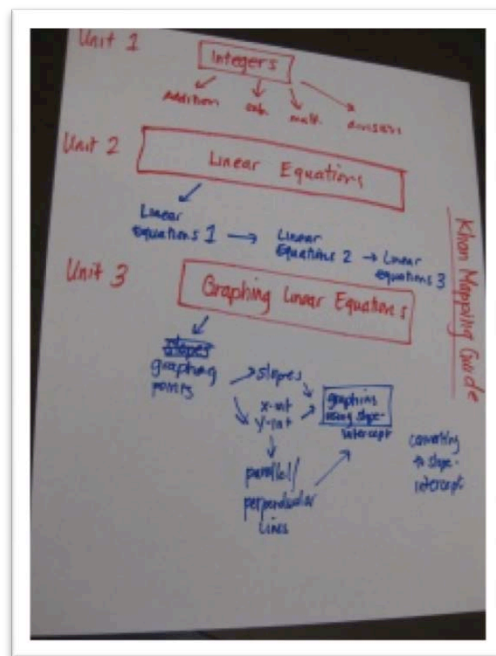 Unit 1
Integers
Addition sub. mult. division
Unit 2
Linear Equations
Linear
Equations 1
Linear
Equations 2
Linear
equations 3
Khan Mapping Guide
Unit 3
Graphing Linear Equations
slopes
graphing
points
slopes
x-int
y-int
graphing
using slope-
intercept
parallel/
perpendicular
lines
converting
slope-
intercept